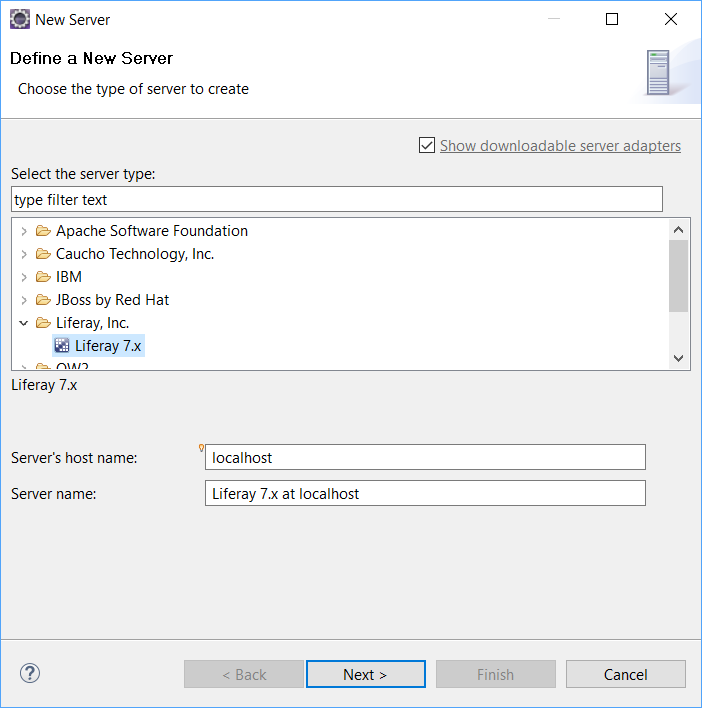 New Server
Define a New Server
Choose the type of server to create
Show downloadable server adapters
Select the server type:
type filter text
Apache Software Foundation
Caucho Technology, Inc.
IBM
JBoss by Red Hat
Liferay, Inc.
Liferay 7.x
OW2
Liferay 7.x
Server's host name: localhost
Server name: Liferay 7.x at localhost
? < Back Next > Finish Cancel